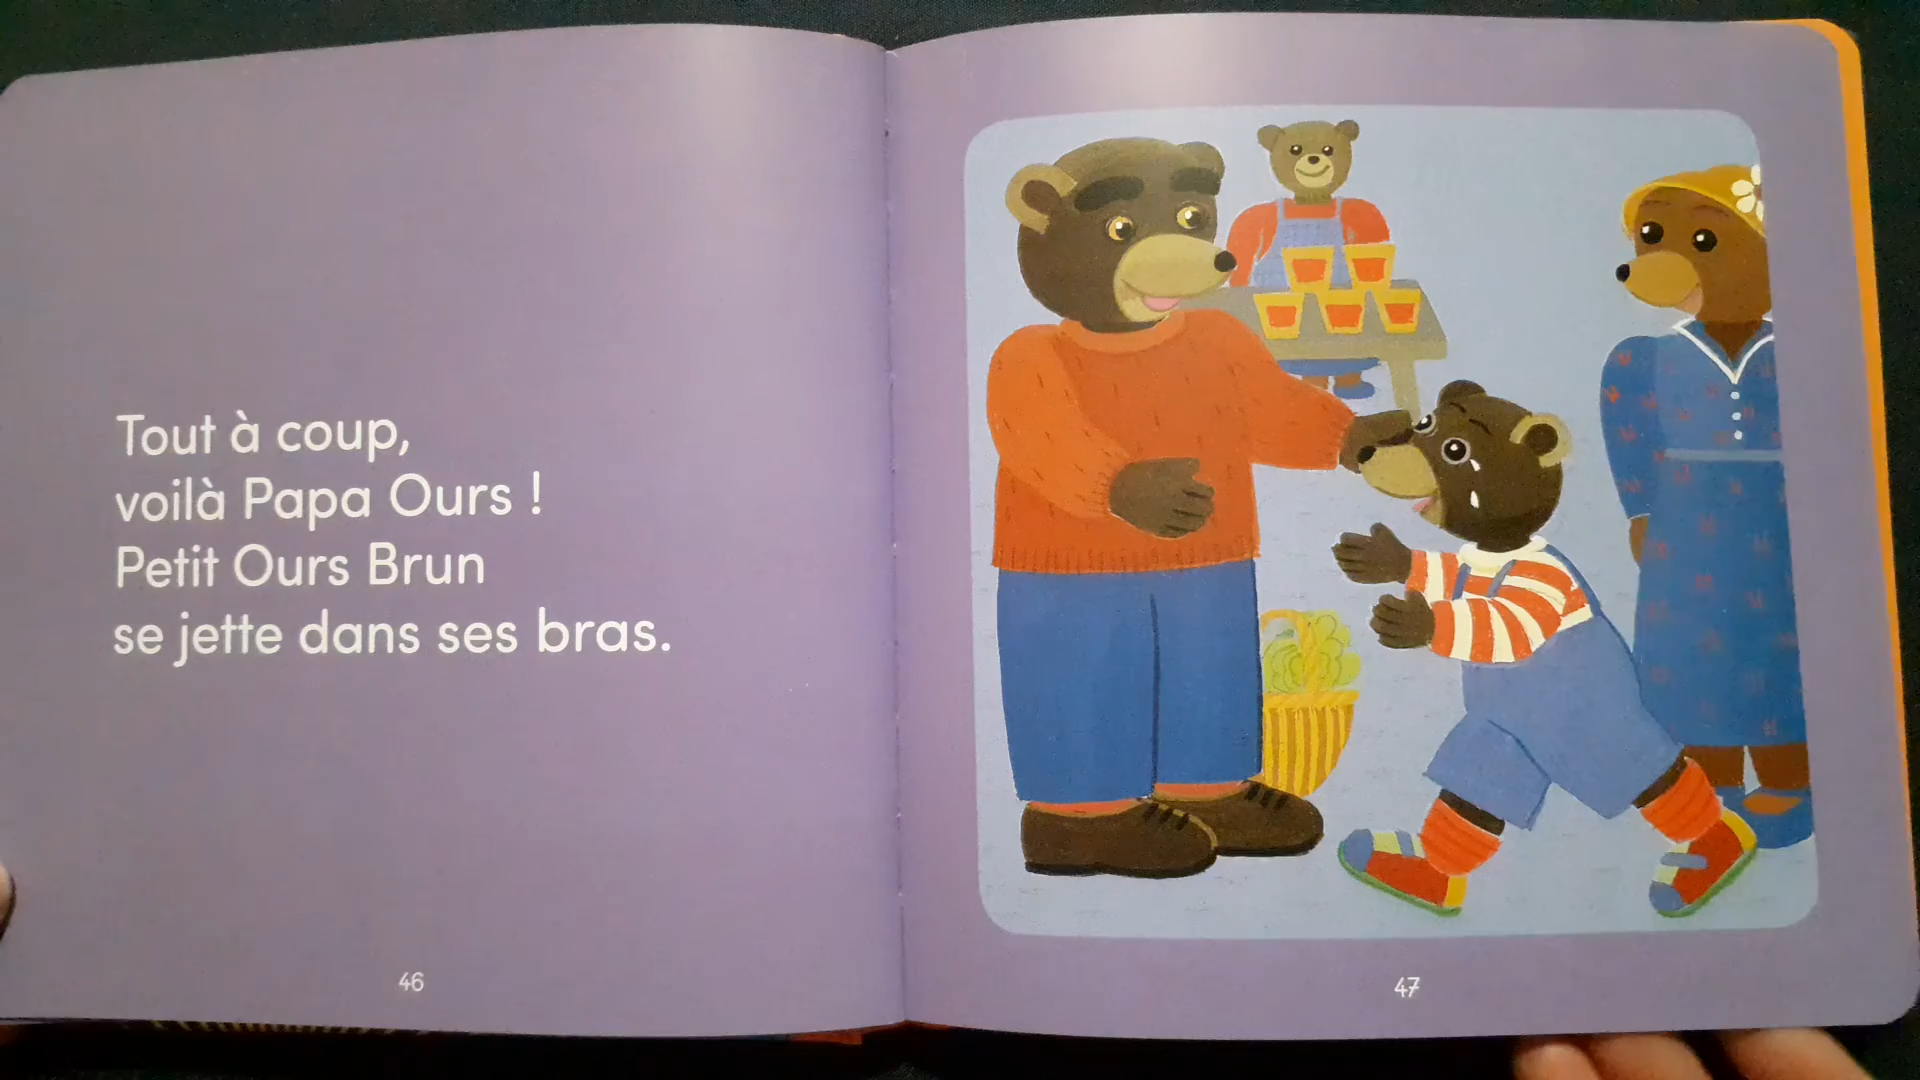 Tout à coup,
voilà Papa Ours !
Petit Ours Brun
se jette dans ses bras.
46
47